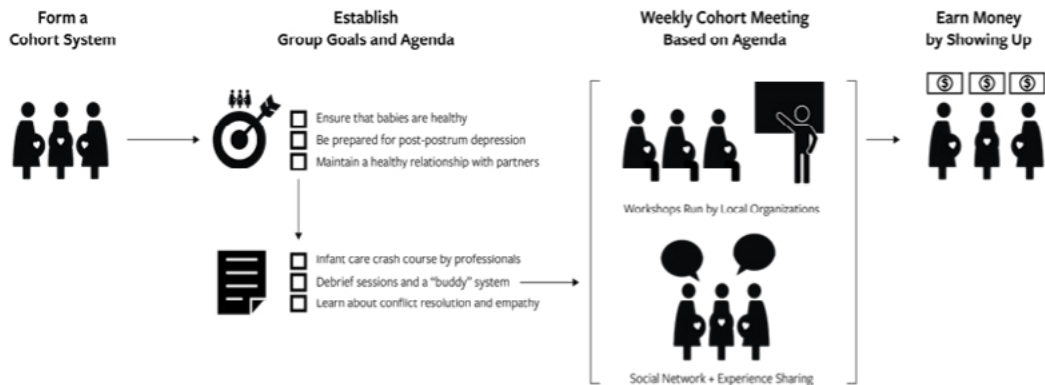 Form a
Cohort System
Establish
Group Goals and Agenda
Weekly Cohort Meeting
Based on Agenda
Earn Money
by Showing Up
Ensure that babies are healthy
Be prepared for post-postrum depression
Maintain a healthy relationship with partners
Infant care crash course by professionals
Debrief sessions and a “buddy” system
Learn about conflict resolution and empathy
Workshops Run by Local Organizations
Social Network + Experience Sharing
$ $ $